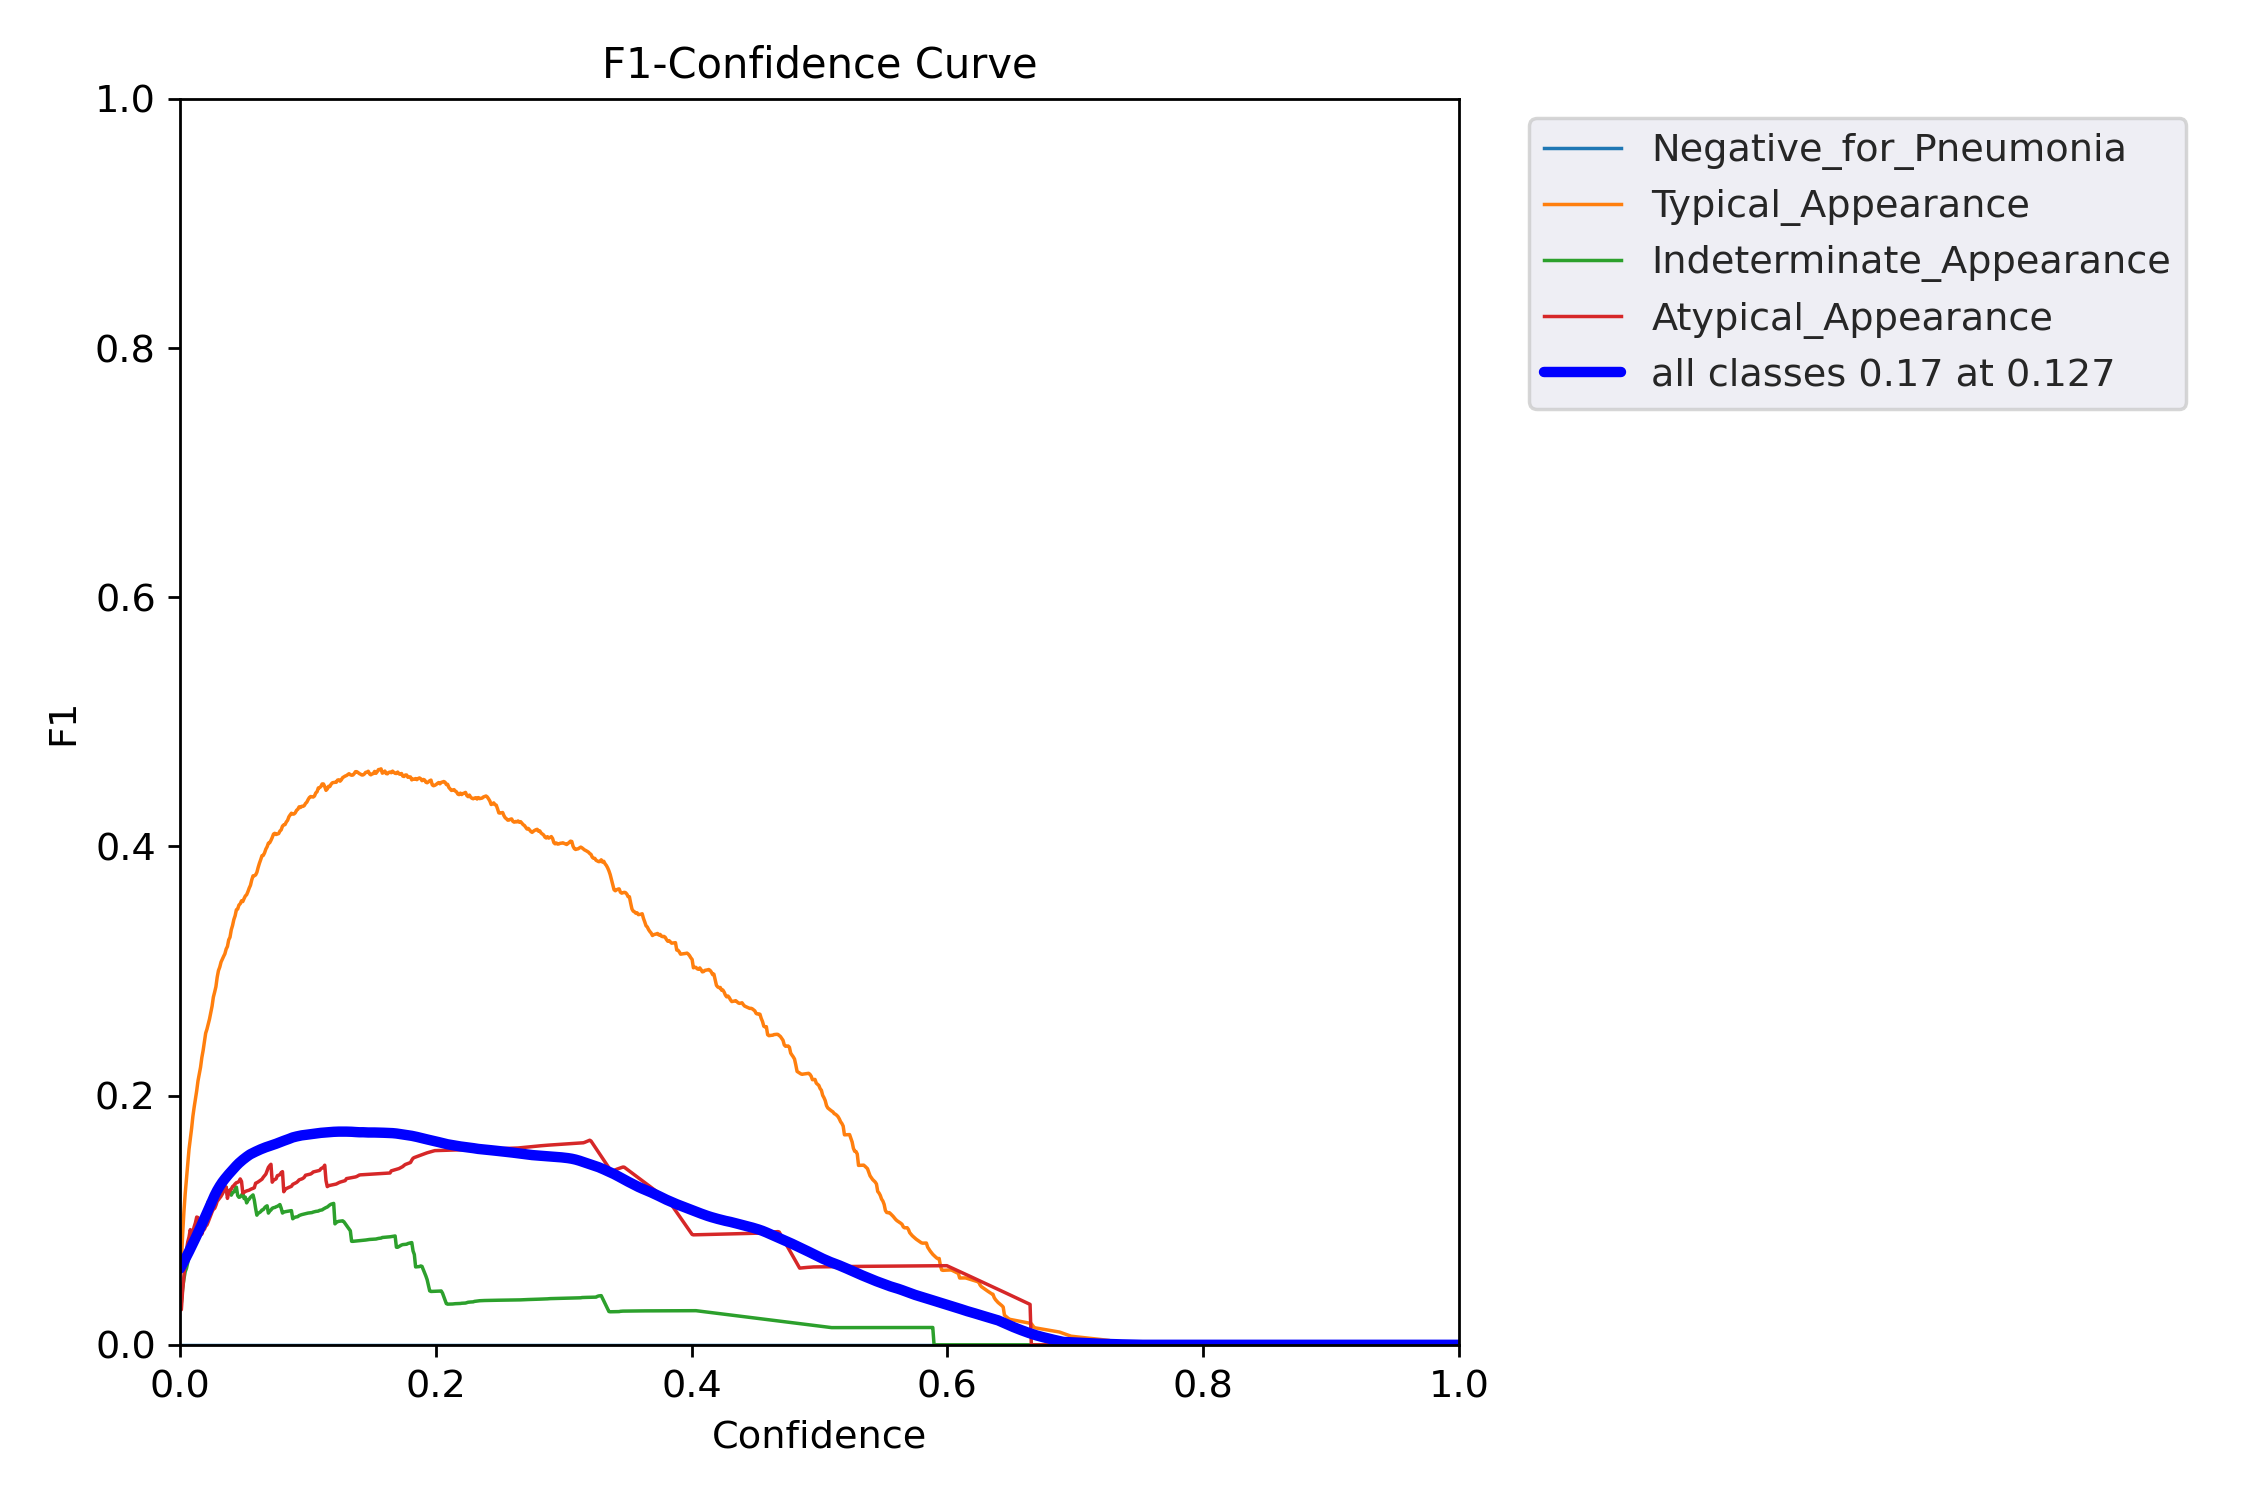 F1-Confidence Curve
1.0
0.8
0.6
0.4
0.2
0.0
F1
0.0 0.2 0.4 0.6 0.8 1.0
Confidence
Negative_for_Pneumonia
Typical_Appearance
Indeterminate_Appearance
Atypical_Appearance
all classes 0.17 at 0.127